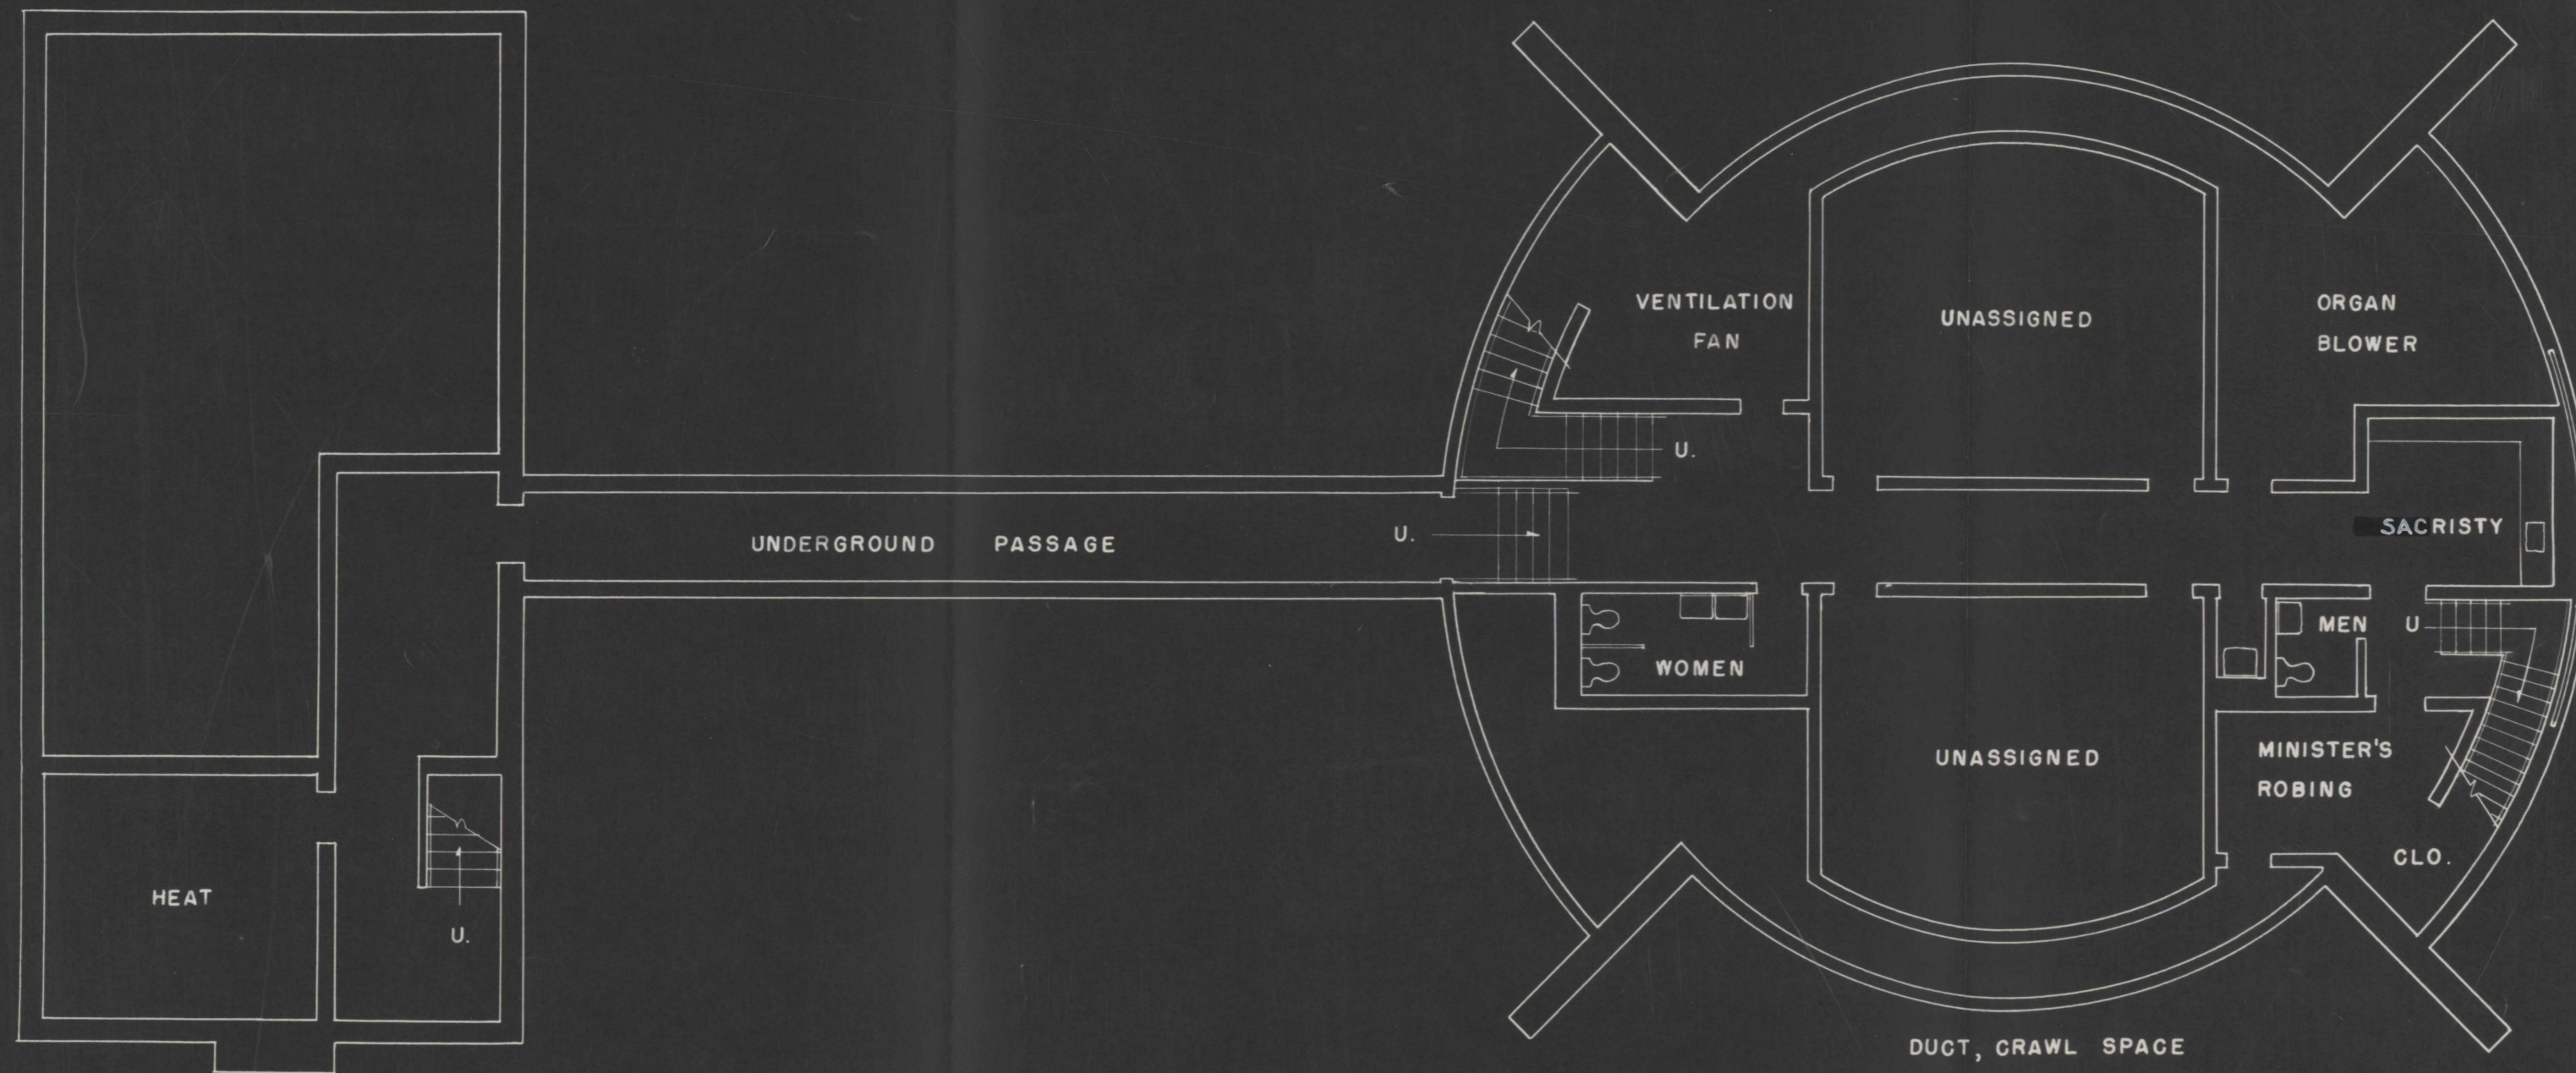 VENTILATION
FAN
UNASSIGNED
ORGAN
BLOWER
U.
UNDERGROUND PASSAGE
U.
SACRISTY
WOMEN
MEN
U
UNASSIGNED
MINISTER'S
ROBING
CLO.
HEAT
U.
DUCT, CRAWL SPACE